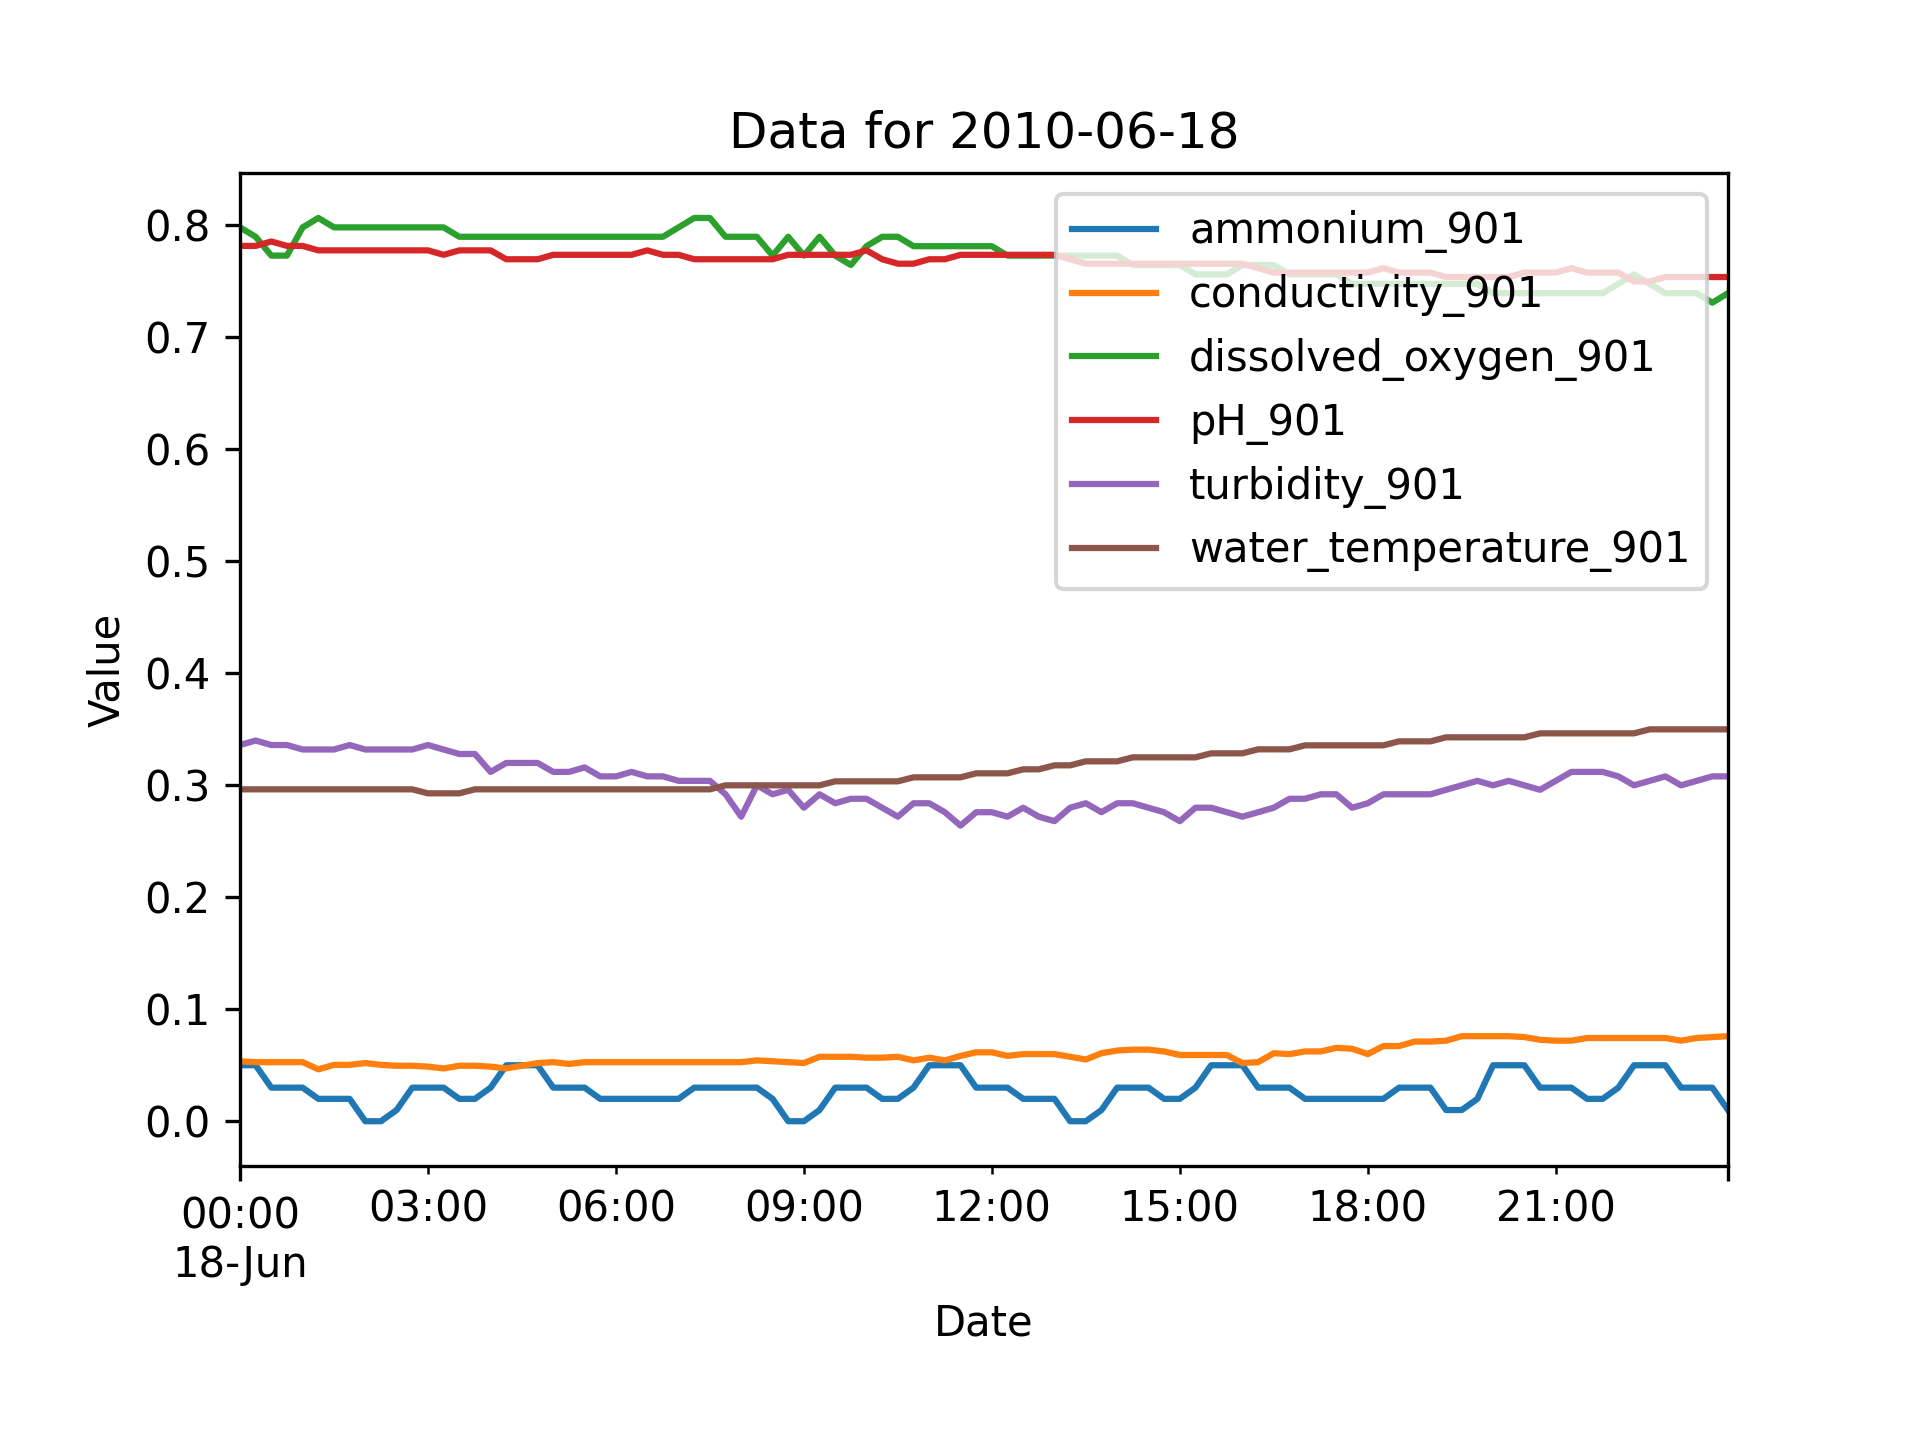 Data for 2010-06-18
ammonium_901
conductivity_901
dissolved_oxygen_901
pH_901
turbidity_901
water_temperature_901
Value
0.8
0.7
0.6
0.5
0.4
0.3
0.2
0.1
0.0
00:00 03:00 06:00 09:00 12:00 15:00 18:00 21:00
18-Jun
Date